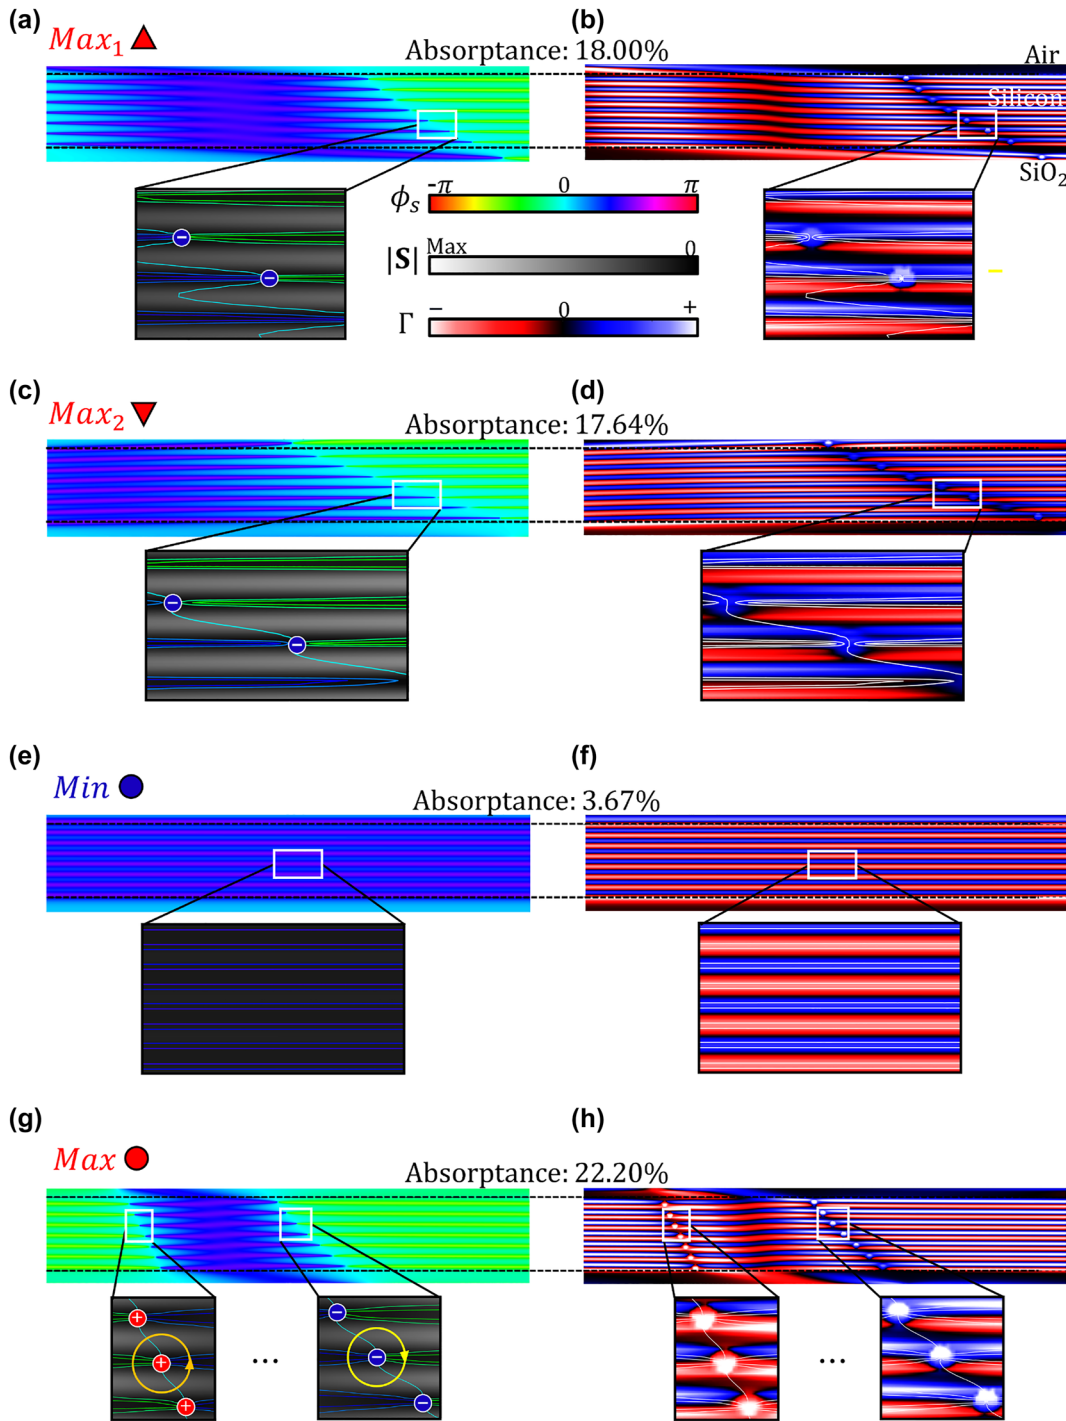 (a)
(b)
Max₁
Absorptance: 18.00%
Air
Silicon
SiO₂
-π 0 π
ϕₛ
Max 0
|S|
− 0 +
Γ
− −
−
(c)
(d)
Max₂
Absorptance: 17.64%
− −
(e)
(f)
Min
Absorptance: 3.67%
(g)
(h)
Max
Absorptance: 22.20%
+ + +
...
− − −
...